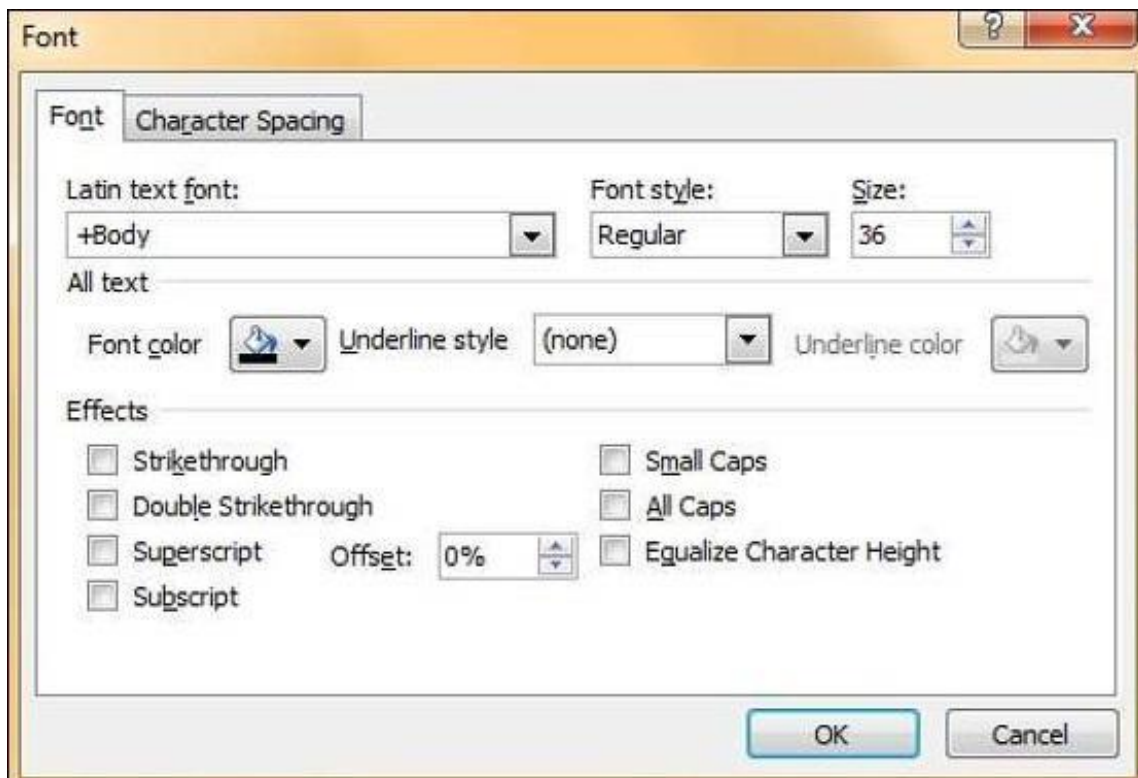 Font
Font Character Spacing
Latin text font: Font style: Size:
+Body Regular 36
All text
Font color Underline style (none) Underline color
Effects
Strikethrough Small Caps
Double Strikethrough All Caps
Superscript Offset: 0% Equalize Character Height
Subscript
OK Cancel